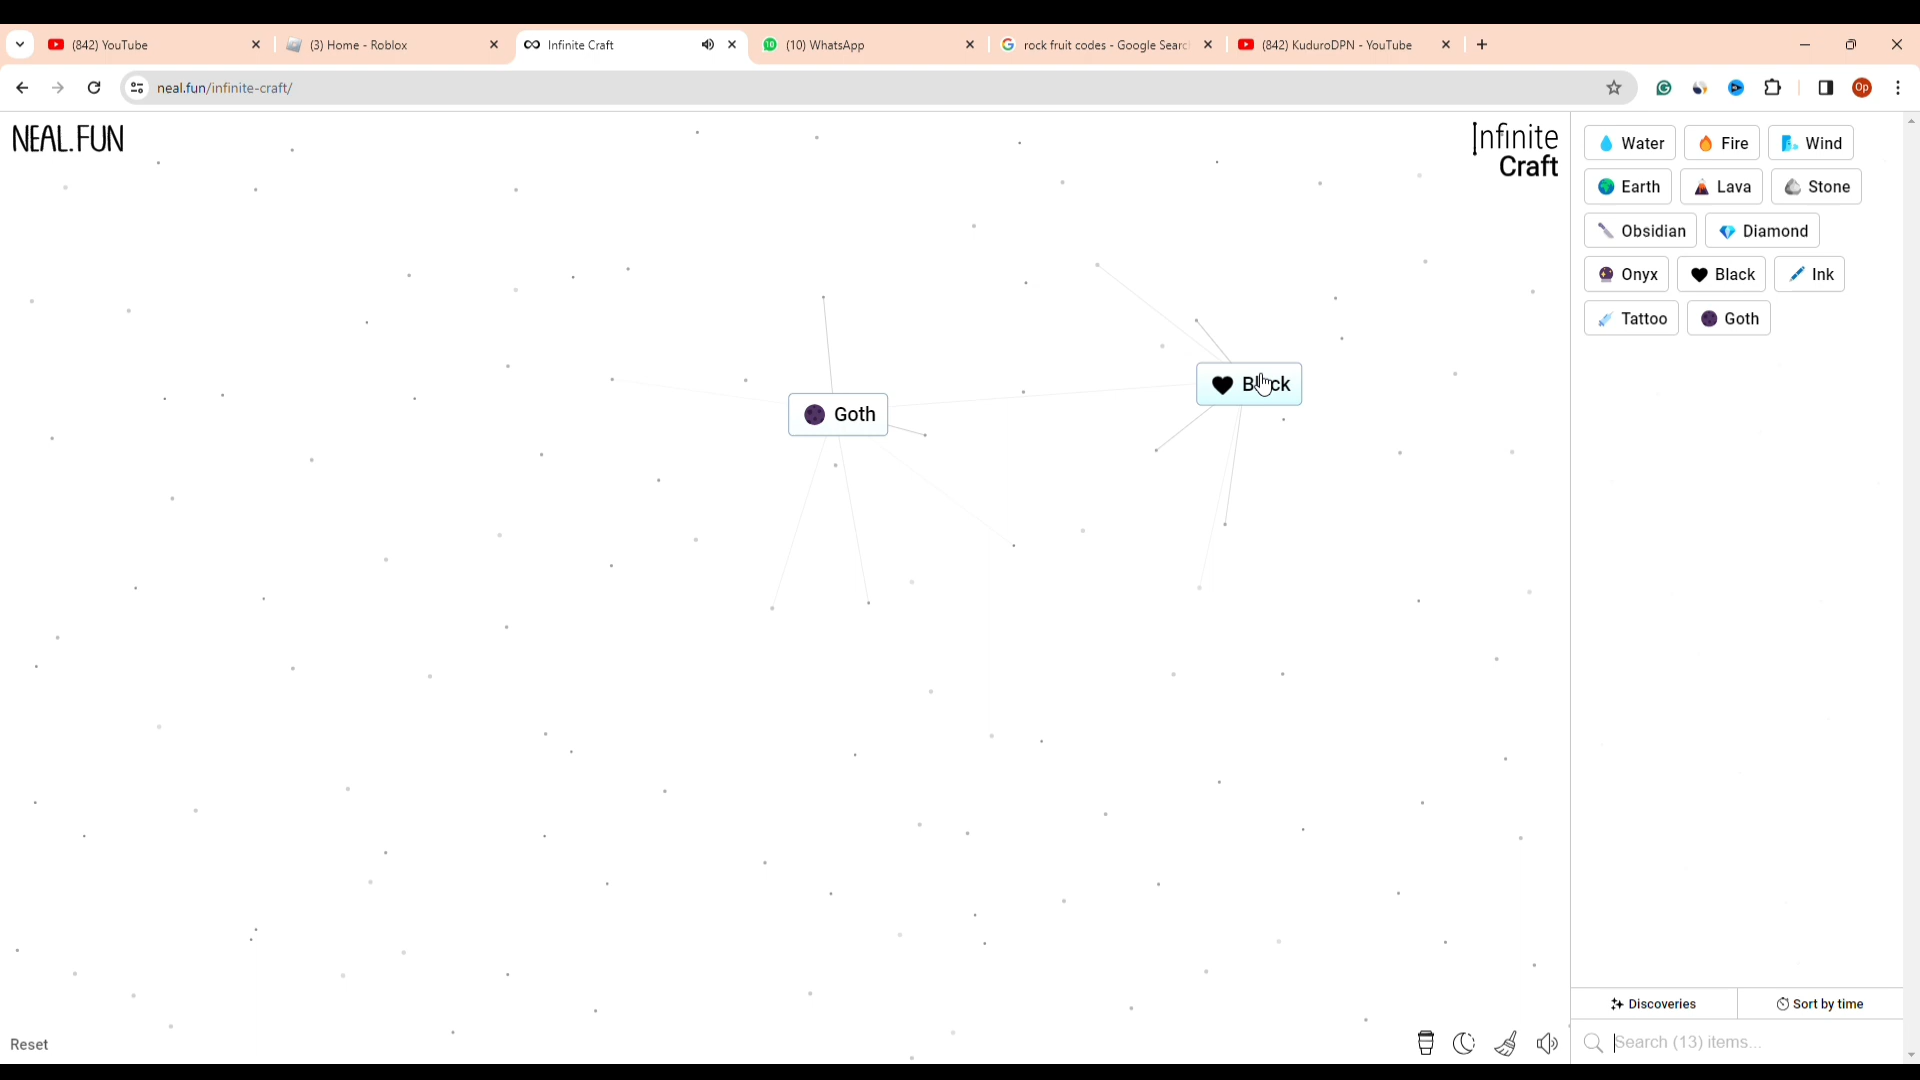 (842) YouTube
(3) Home - Roblox
Infinite Craft
(10) WhatsApp
rock fruit codes - Google Searc
(842) KuduroDPN - YouTube
neal.fun/infinite-craft/
Op
NEAL.FUN
Infinite
Craft
Water
Fire
Wind
Earth
Lava
Stone
Obsidian
Diamond
Onyx
Black
Ink
Tattoo
Goth
Black
Goth
Discoveries
Sort by time
Reset
Search (13) items...